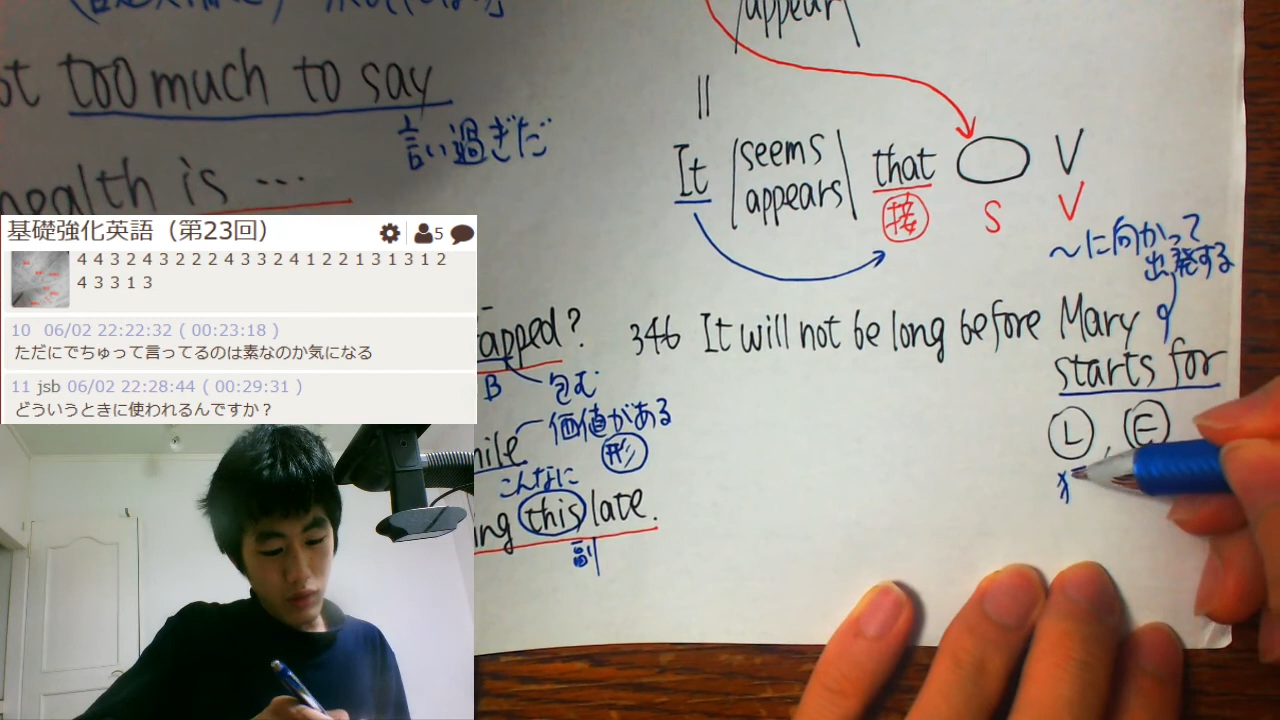 too much to say
言い過ぎだ
health is ...
appear
||
It seems that V
appears
接 S V
~に向かって
出発する
基礎強化英語(第23回)
5
4 4 3 2 4 3 2 2 2 4 3 3 2 4 1 2 2 1 3 1 3 1 2
4 3 3 1 3
10 06/02 22:22:32 ( 00:23:18 )
ただにでちゅって言ってるのは素なのか気になる
11 jsb 06/02 22:28:44 ( 00:29:31 )
どういうときに使われるんですか?
apped?
B 包む
価値がある
形
こんなに
ing this late.
副
346 It will not be long before Mary
starts for
L , E